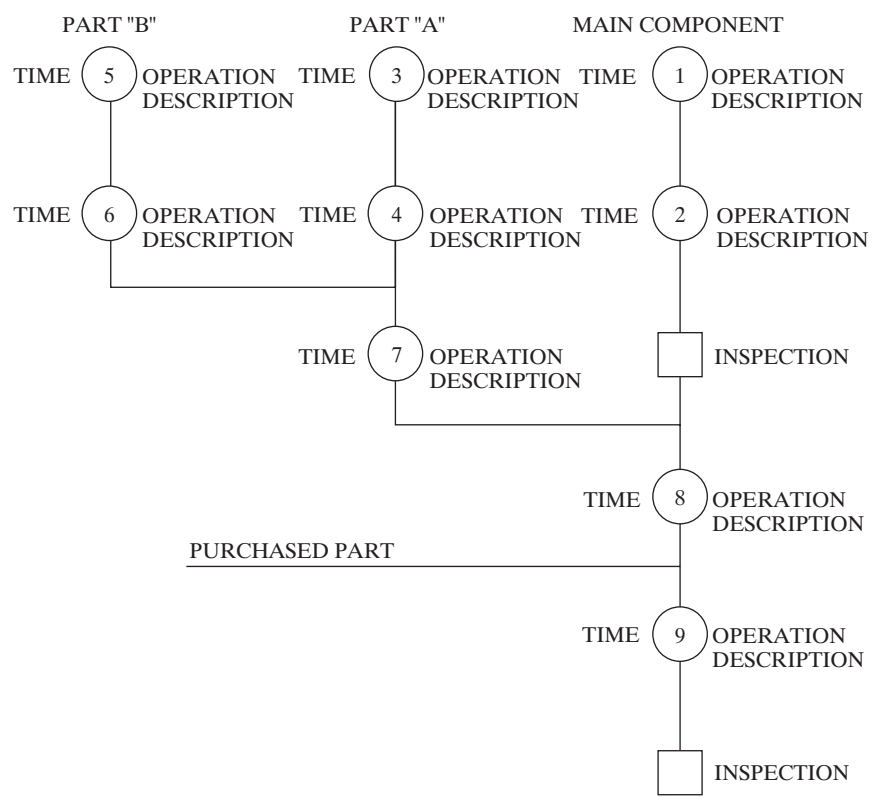 PART "B"
PART "A"
MAIN COMPONENT
TIME 5 OPERATION
DESCRIPTION
TIME 3 OPERATION
DESCRIPTION
TIME 1 OPERATION
DESCRIPTION
TIME 6 OPERATION
DESCRIPTION
TIME 4 OPERATION
DESCRIPTION
TIME 2 OPERATION
DESCRIPTION
TIME 7 OPERATION
DESCRIPTION
INSPECTION
TIME 8 OPERATION
DESCRIPTION
PURCHASED PART
TIME 9 OPERATION
DESCRIPTION
INSPECTION